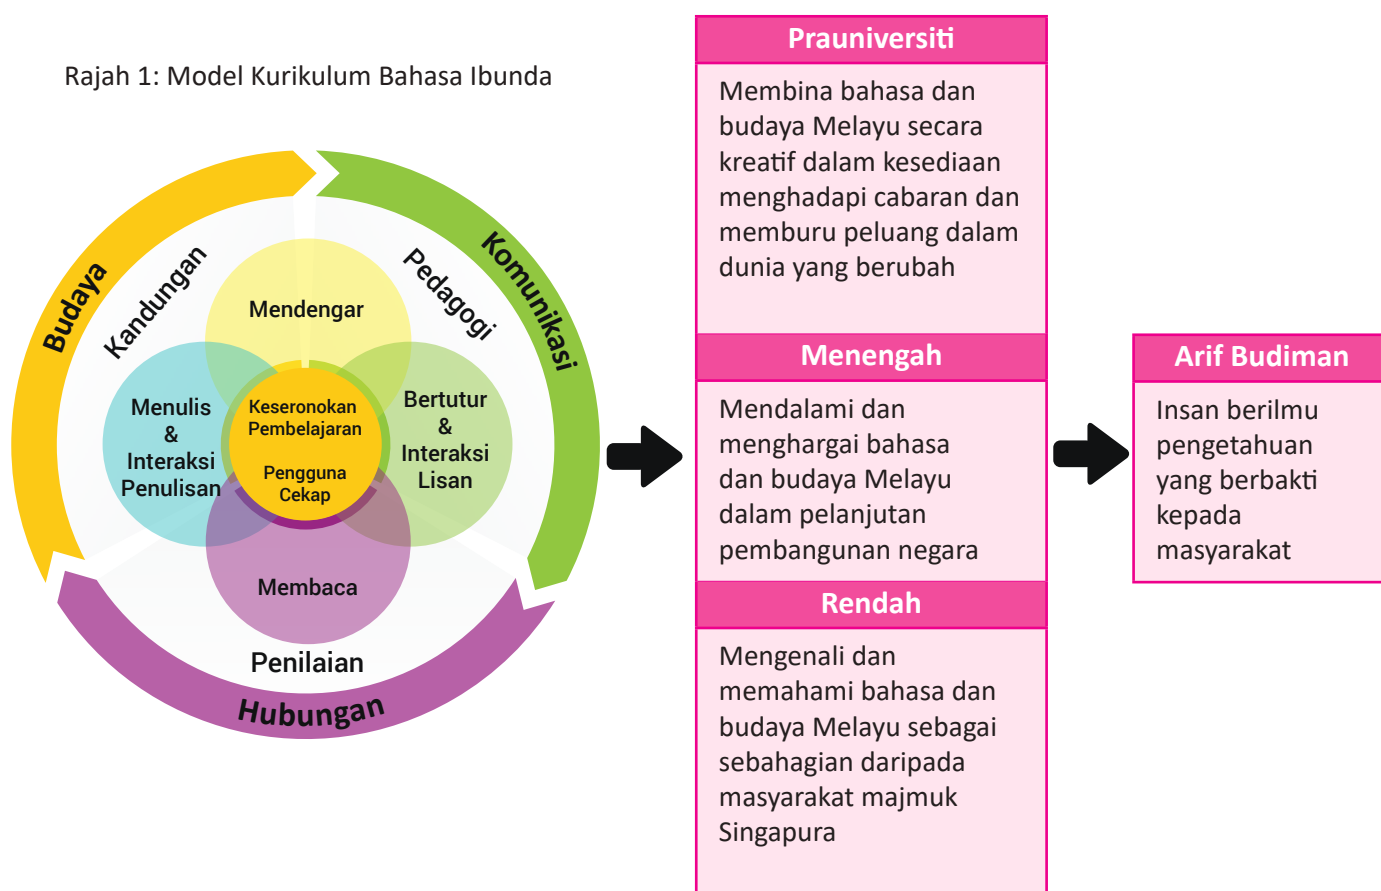 Rajah 1: Model Kurikulum Bahasa Ibunda
Budaya
Komunikasi
Hubungan
Kandungan
Pedagogi
Penilaian
Mendengar
Menulis
&
Interaksi
Penulisan
Keseronokan
Pembelajaran
Pengguna
Cekap
Bertutur
&
Interaksi
Lisan
Membaca
Prauniversiti
Membina bahasa dan
budaya Melayu secara
kreatif dalam kesediaan
menghadapi cabaran dan
memburu peluang dalam
dunia yang berubah
Menengah
Mendalami dan
menghargai bahasa
dan budaya Melayu
dalam pelanjutan
pembangunan negara
Rendah
Mengenali dan
memahami bahasa dan
budaya Melayu sebagai
sebahagian daripada
masyarakat majmuk
Singapura
Arif Budiman
Insan berilmu
pengetahuan
yang berbakti
kepada
masyarakat